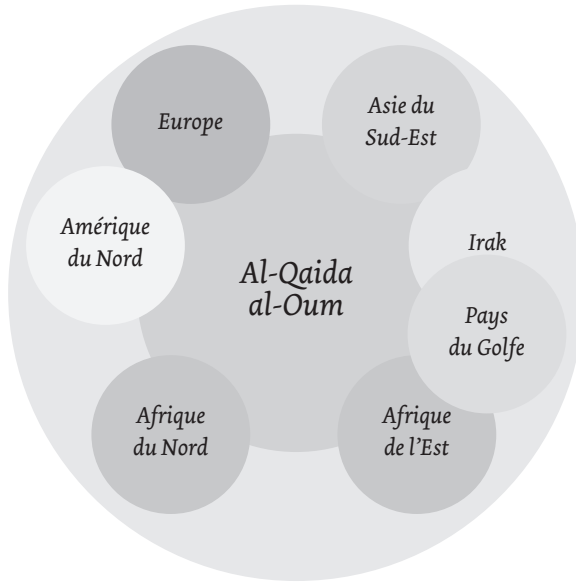 Europe
Asie du
Sud-Est
Amérique
du Nord
Irak
Al-Qaida
al-Oum
Pays
du Golfe
Afrique
du Nord
Afrique
de l’Est